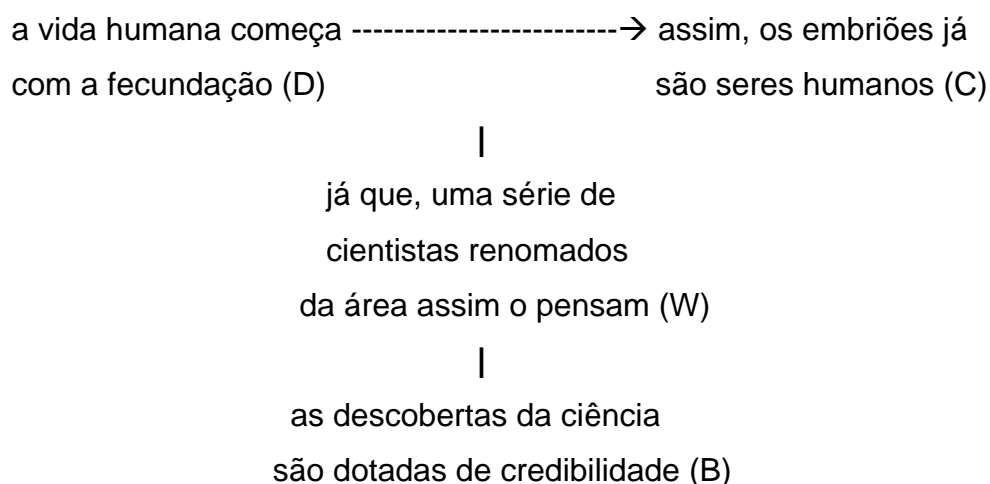 a vida humana começa -------------------------→ assim, os embriões já
com a fecundação (D) são seres humanos (C)
|
já que, uma série de
cientistas renomados
da área assim o pensam (W)
|
as descobertas da ciência
são dotadas de credibilidade (B)